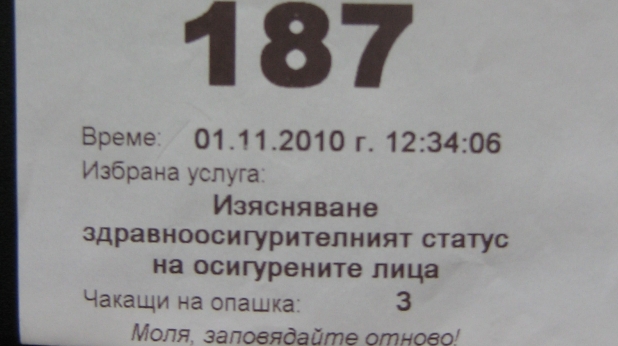 187
Време: 01.11.2010 г. 12:34:06
Избрана услуга:
Изясняване
здравноосигурителният статус
на осигурените лица
Чакащи на опашка: 3
Моля, заповядайте отново!